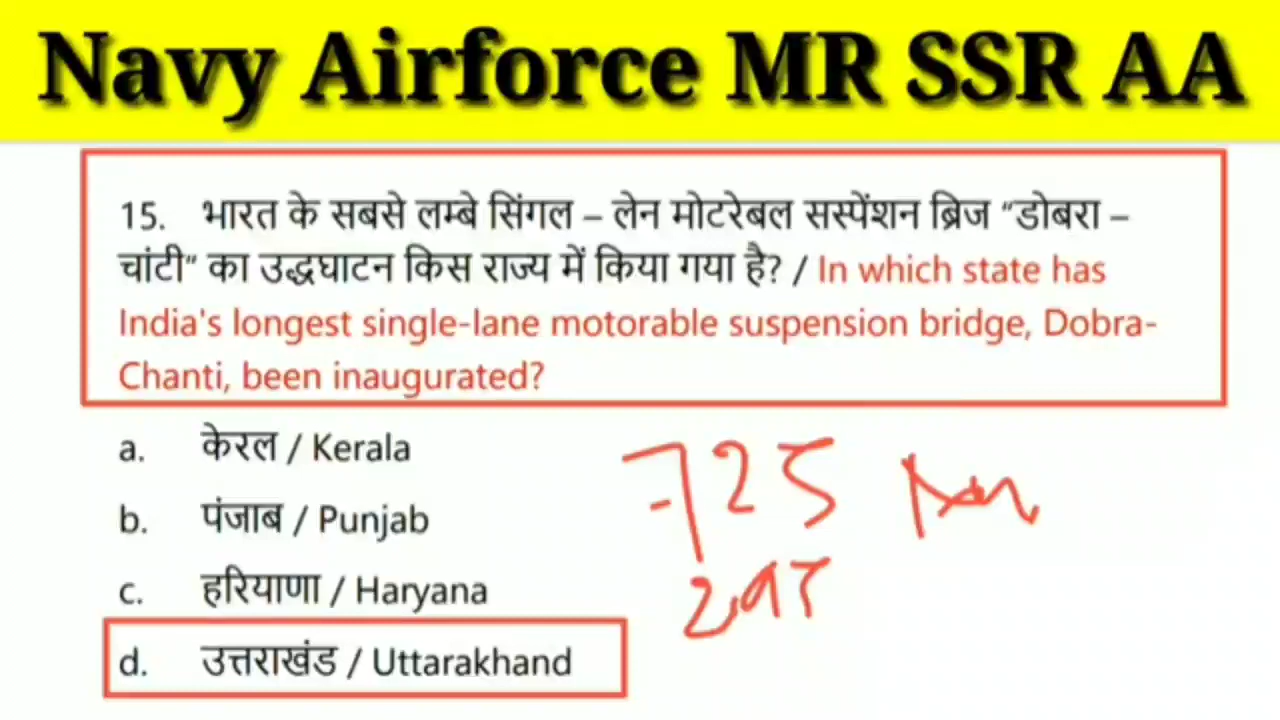 Navy Airforce MR SSR AA
15. भारत के सबसे लम्बे सिंगल – लेन मोटरेबल सस्पेंशन ब्रिज "डोबरा –
चांटी" का उद्धघाटन किस राज्य में किया गया है? / In which state has
India's longest single-lane motorable suspension bridge, Dobra-
Chanti, been inaugurated?
a. केरल / Kerala
b. पंजाब / Punjab
725
c. हरियाणा / Haryana
d. उत्तराखंड / Uttarakhand